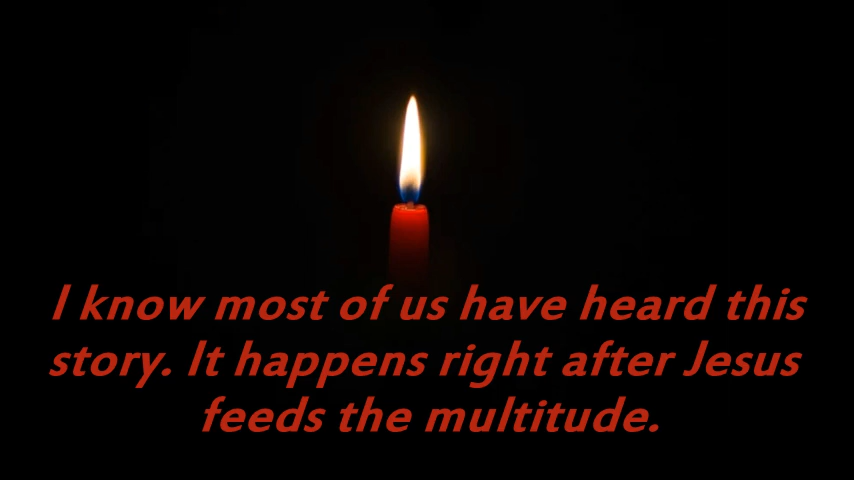 I know most of us have heard this
story. It happens right after Jesus
feeds the multitude.